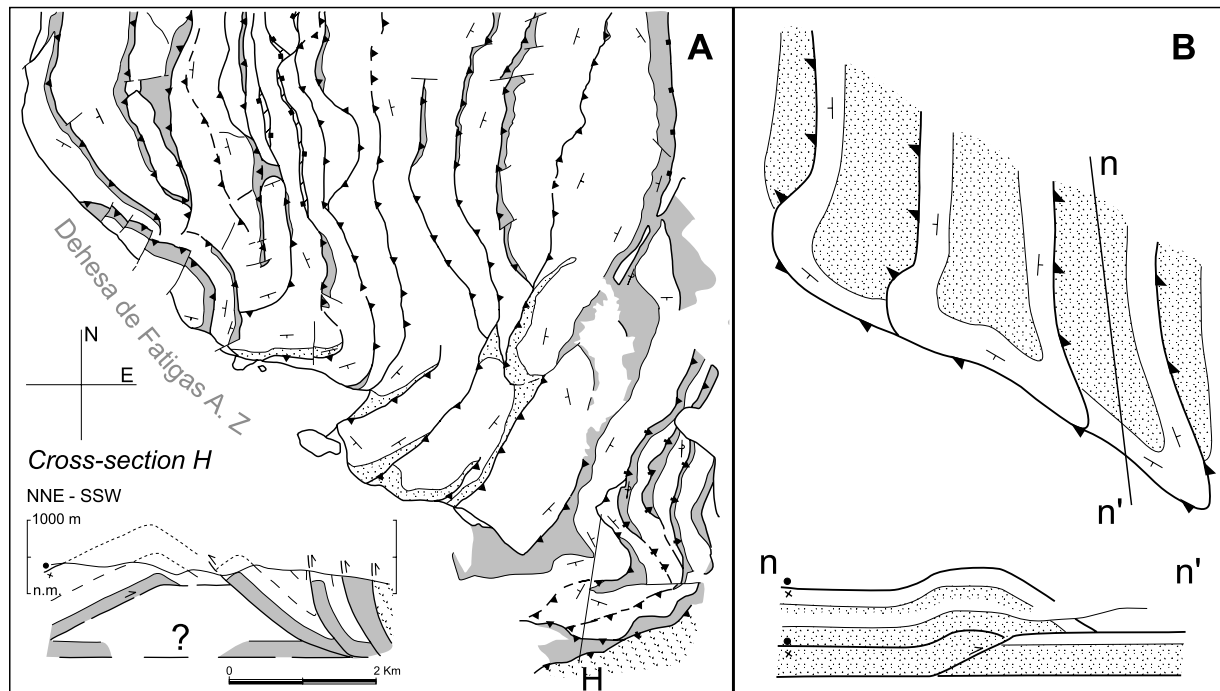 A
B
n
n'
Dehesa de Fatigas A. Z
N
E
Cross-section H
NNE - SSW
1000 m
n.m.
?
0 2 Km
H
n n'